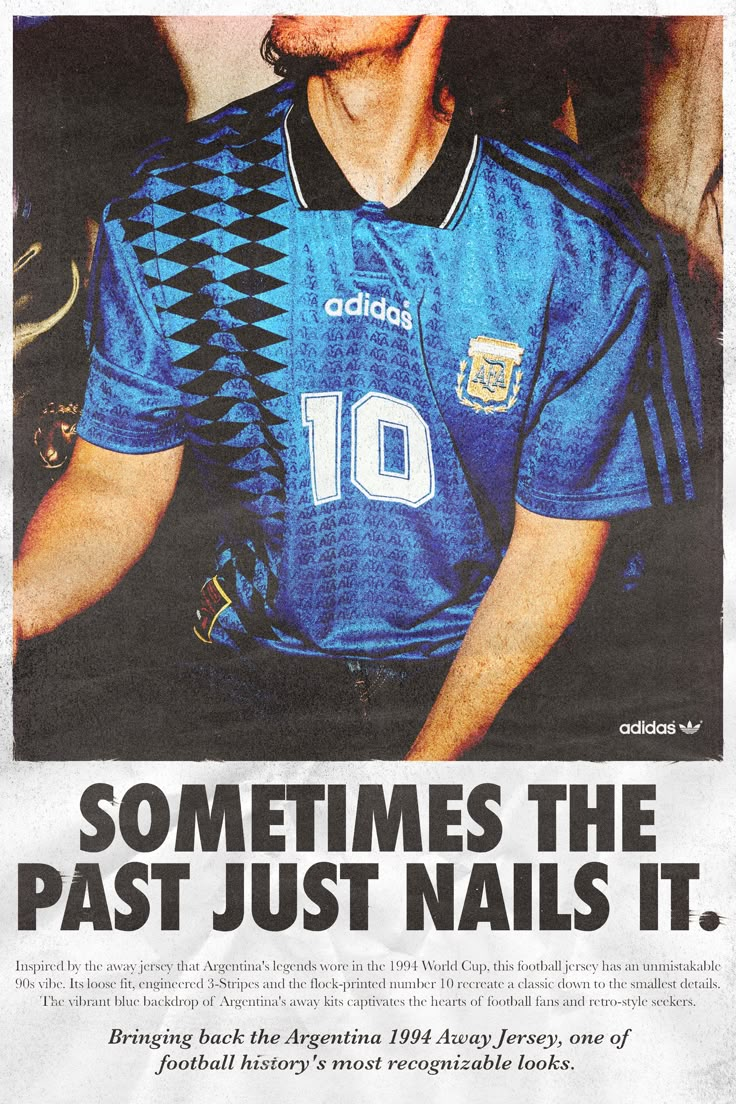 adidas
AFA
10
adidas
SOMETIMES THE
PAST JUST NAILS IT.
Inspired by the away jersey that Argentina's legends wore in the 1994 World Cup, this football jersey has an unmistakable
90s vibe. Its loose fit, engineered 3-Stripes and the flock-printed number 10 recreate a classic down to the smallest details.
The vibrant blue backdrop of Argentina's away kits captivates the hearts of football fans and retro-style seekers.
Bringing back the Argentina 1994 Away Jersey, one of
football history's most recognizable looks.